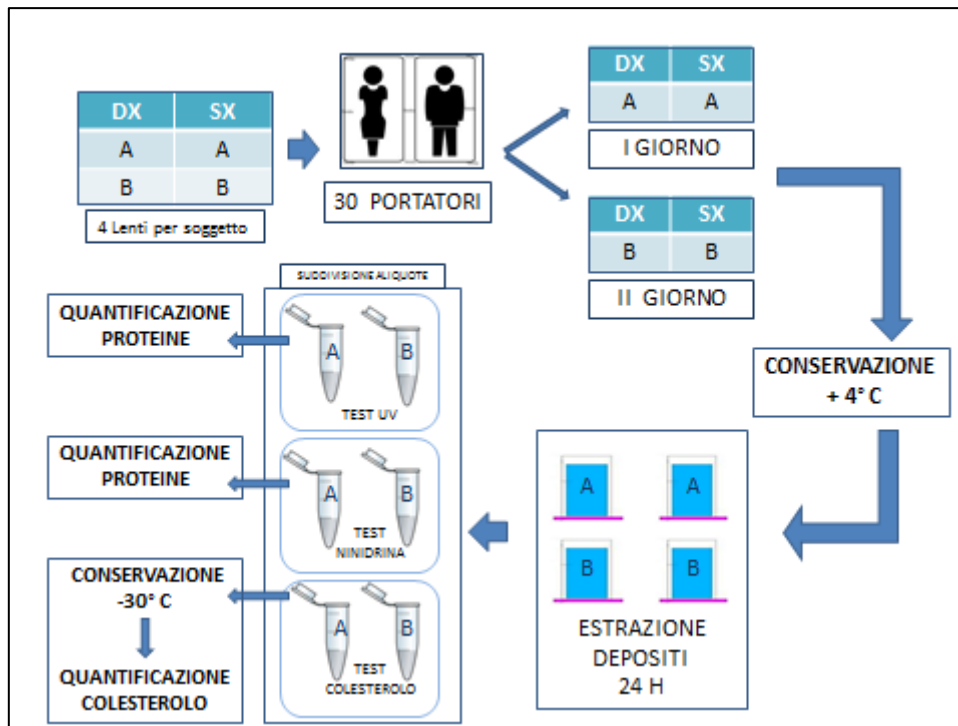 DX SX
A A
B B
4 Lenti per soggetto
30 PORTATORI
DX SX
A A
I GIORNO
DX SX
B B
II GIORNO
CONSERVAZIONE
+ 4° C
A A
B B
ESTRAZIONE
DEPOSITI
24 H
SUDDIVISIONE ALIQUOTE
A B
TEST UV
A B
TEST
NINIDRINA
A B
TEST
COLESTEROLO
QUANTIFICAZIONE
PROTEINE
QUANTIFICAZIONE
PROTEINE
CONSERVAZIONE
-30° C
QUANTIFICAZIONE
COLESTEROLO